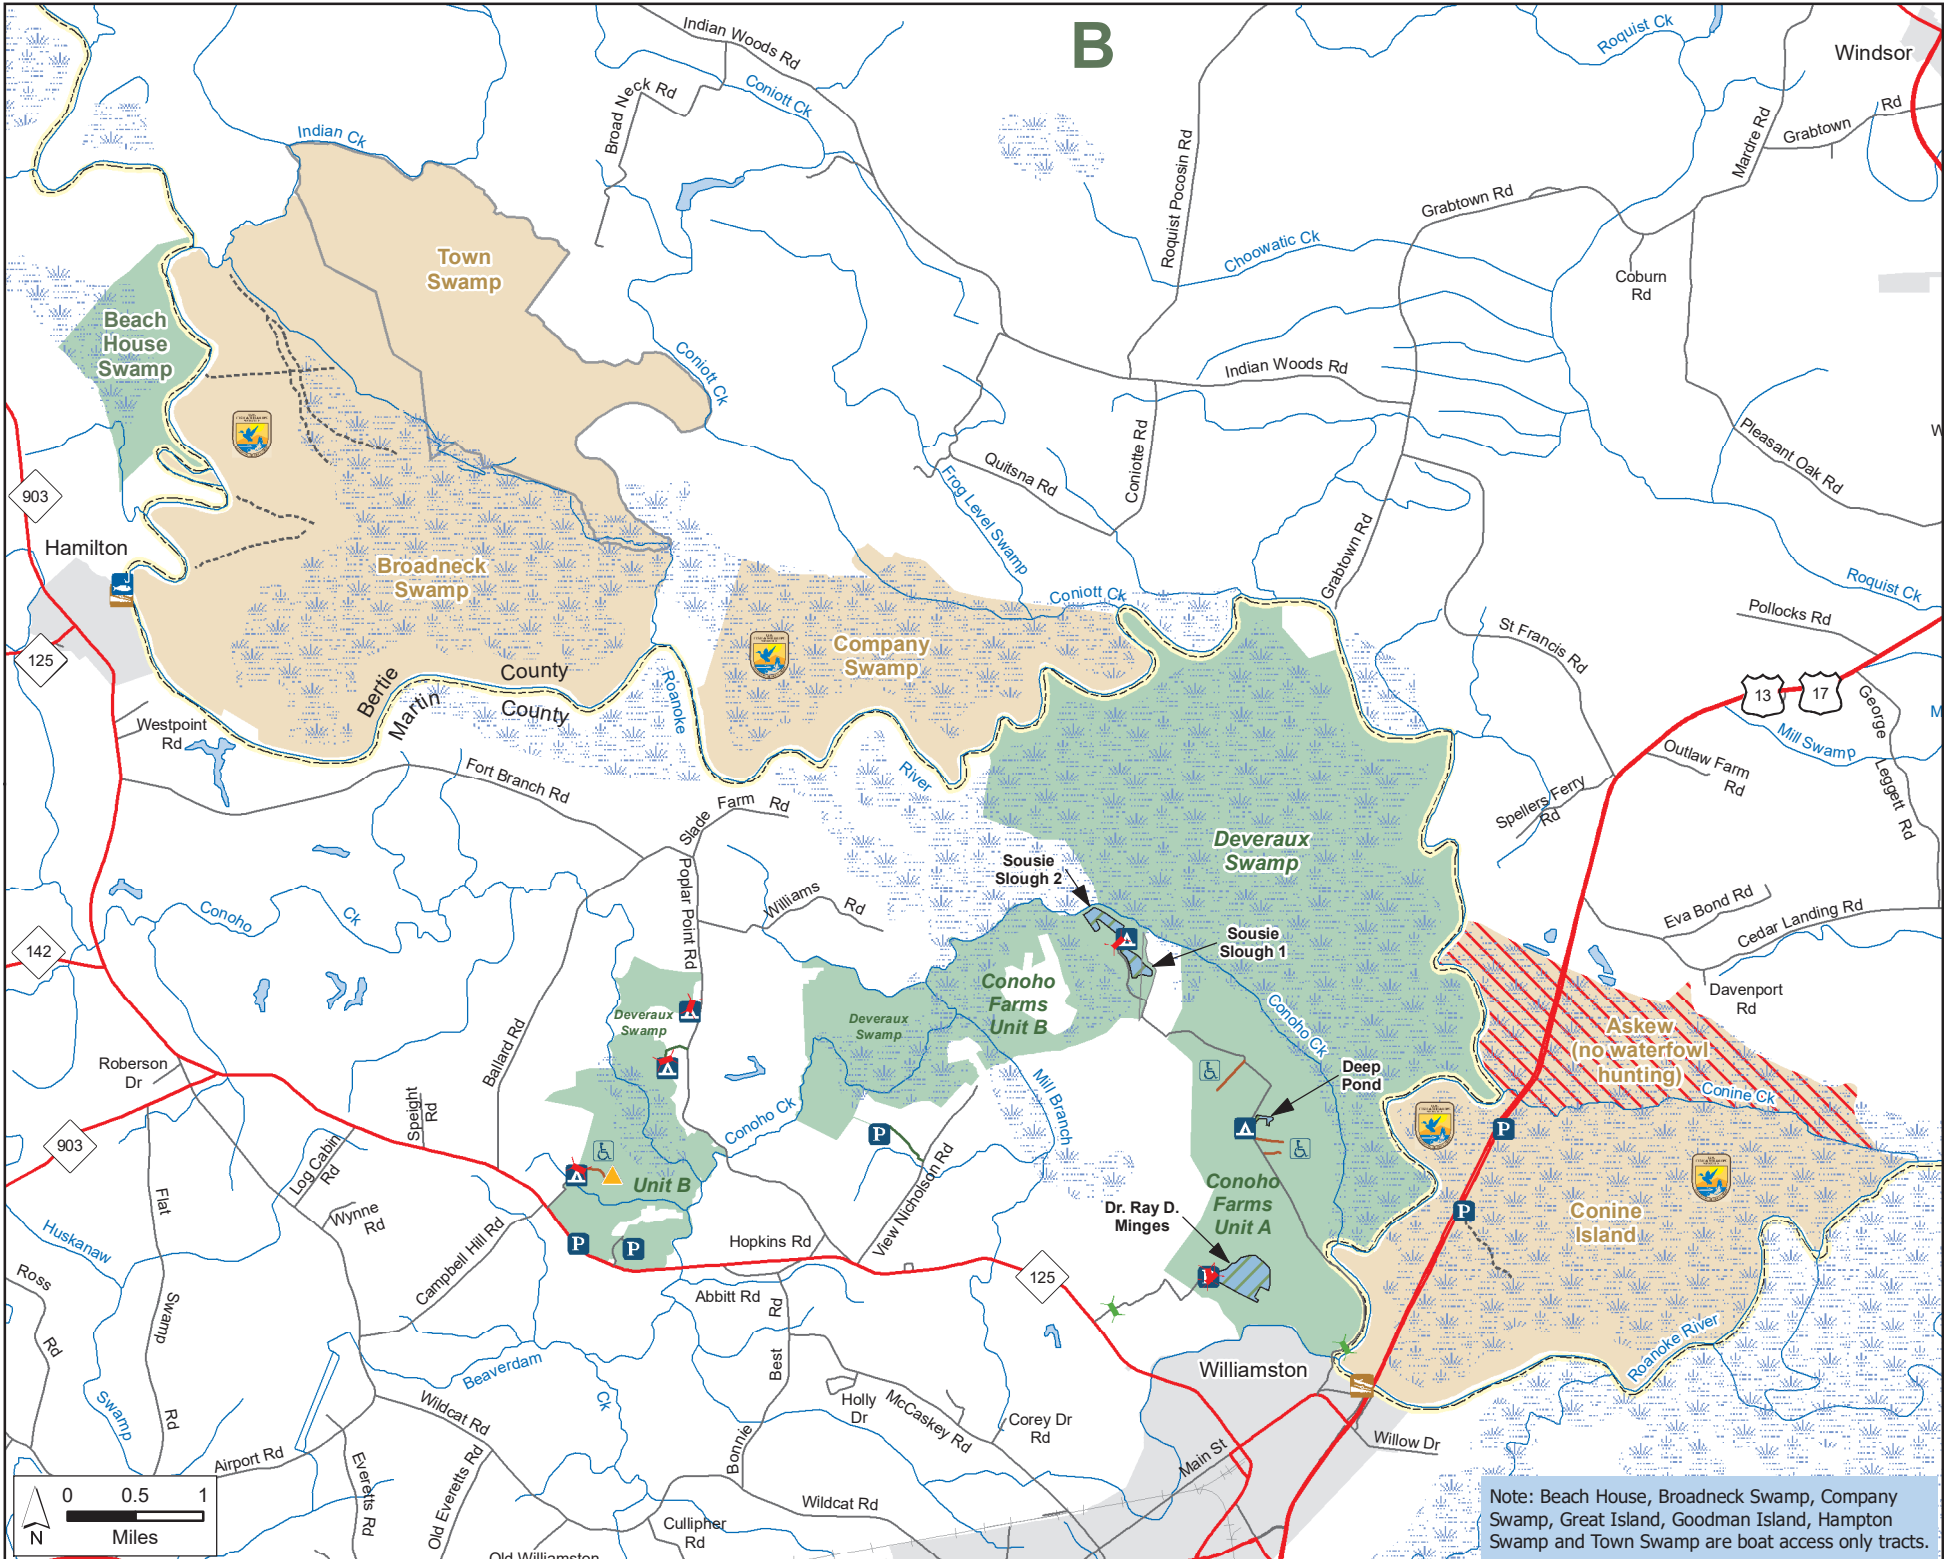 B
Indian Woods Rd
Roquist Ck
Windsor
Broad Neck Rd
Coniott Ck
Rd
Grabtown
Mardre Rd
Indian Ck
Roquist Pocosin Rd
Grabtown Rd
Choowatic Ck
Town
Swamp
Coburn
Rd
Beach
House
Swamp
Coniott Ck
Indian Woods Rd
Pleasant Oak Rd
W
Coniotte Rd
Quitsna Rd
Frog Level Swamp
903
Hamilton
Grabtown Rd
Broadneck
Swamp
Coniott Ck
Roquist Ck
Pollocks Rd
St Francis Rd
125
Company
Swamp
Bertie
County
Martin
County
Roanoke
River
13
17
George
Leggett Rd
M
Mill Swamp
Westpoint
Rd
Outlaw Farm
Rd
Fort Branch Rd
Slade
Farm
Rd
Spellers Ferry
Rd
Deveraux
Swamp
Poplar Point Rd
Sousie
Slough 2
Williams
Rd
Eva Bond Rd
Cedar Landing Rd
Conoho
Ck
Sousie
Slough 1
142
Conoho
Farms
Unit B
Davenport
Rd
Deveraux
Swamp
Deveraux
Swamp
Conoho Ck
Askew
(no waterfowl
hunting)
Ballard Rd
Roberson
Dr
Deep
Pond
Mill Branch
Conine Ck
Speight
Rd
Conoho Ck
903
P
P
Log Cabin
Rd
View Nicholson Rd
Unit B
Conoho
Farms
Unit A
Flat
Swamp
Rd
Wynne
Rd
Dr. Ray D.
Minges
P
Conine
Island
Huskanaw
Swamp
Campbell Hill Rd
P
P
Hopkins Rd
Ross
Rd
125
Abbitt Rd
Bonnie
Best
Rd
Roanoke River
Beaverdam
Ck
Williamston
Wildcat Rd
Holly
Dr
McCaskey Rd
Corey Dr
Rd
Willow Dr
Main St
Airport Rd
Everetts Rd
Old Everetts Rd
Wildcat Rd
Cullipher
Rd
Old Williamston
0 0.5 1
Miles
N
Note: Beach House, Broadneck Swamp, Company
Swamp, Great Island, Goodman Island, Hampton
Swamp and Town Swamp are boat access only tracts.